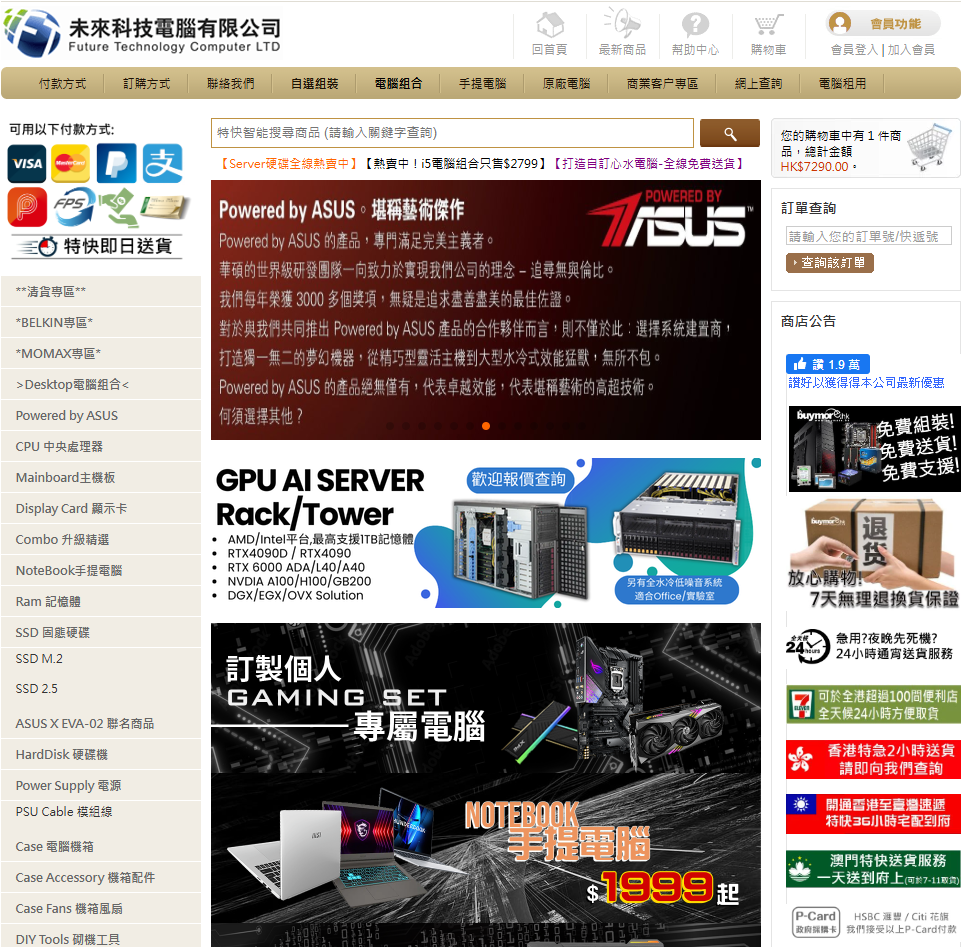 未來科技電腦有限公司
Future Technology Computer LTD
回首頁
最新商品
幫助中心
購物車
會員功能
會員登入 | 加入會員
付款方式
訂購方式
聯絡我們
自選組裝
電腦組合
手提電腦
原廠電腦
商業客户專區
網上查詢
電腦租用
可用以下付款方式:
VISA
MasterCard
支
FPS
特快即日送貨
**清貨專區**
*BELKIN專區*
*MOMAX專區*
>Desktop電腦組合<
Powered by ASUS
CPU 中央處理器
Mainboard主機板
Display Card 顯示卡
Combo 升級精選
NoteBook手提電腦
Ram 記憶體
SSD 固態硬碟
SSD M.2
SSD 2.5
ASUS X EVA-02 聯名商品
HardDisk 硬碟機
Power Supply 電源
PSU Cable 模組線
Case 電腦機箱
Case Accessory 機箱配件
Case Fans 機箱風扇
DIY Tools 砌機工具
特快智能搜尋商品 (請輸入關鍵字查詢)
【Server硬碟全線熱賣中】【熱賣中！i5電腦組合只售$2799】【打造自訂心水電腦-全線免費送貨】
Powered by ASUS。堪稱藝術傑作
POWERED BY
ASUS
Powered by ASUS 的產品，專門滿足完美主義者。
華碩的世界級研發團隊一向致力於實現我們公司的理念 – 追尋無與倫比。
我們每年榮獲 3000 多個獎項，無疑是追求盡善盡美的最佳佐證。
對於與我們共同推出 Powered by ASUS 產品的合作夥伴而言，則不僅於此：選擇系統建置商，
打造獨一無二的夢幻機器，從精巧型靈活主機到大型水冷式效能猛獸，無所不包。
Powered by ASUS 的產品絕無僅有，代表卓越效能，代表堪稱藝術的高超技術。
何須選擇其他？
GPU AI SERVER
Rack/Tower
• AMD/Intel平台,最高支援1TB記憶體
• RTX4090D / RTX4090
• RTX 6000 ADA/L40/A40
• NVDIA A100/H100/GB200
• DGX/EGX/OVX Solution
歡迎報價查詢
另有全水冷低噪音系統
適合Office/實驗室
訂製個人
GAMING SET
專屬電腦
NOTEBOOK
手提電腦
$1999起
您的購物車中有 1 件商
品，總計金額
HK$7290.00。
訂單查詢
請輸入您的訂單號/快遞號
查詢該訂單
商店公告
讚 1.9 萬
讚好以獲得得本公司最新優惠
buymorehk
免費組裝!
免費送貨!
免費支援!
buymorehk
退貨
放心購物!
7天無理退換貨保證
全天候
24hours
急用?夜晚先死機?
24小時通宵送貨服務
7-ELEVEn
可於全港超過100間便利店
全天候24小時方便取貨
香港特急2小時送貨
請即向我們查詢
開通香港至臺灣速遞
特快36小時宅配到府
澳門特快送貨服務
一天送到府上(可於7-11取貨)
P-Card
政府採購卡
HSBC 滙豐 / Citi 花旗
我們接受以上P-Card付款